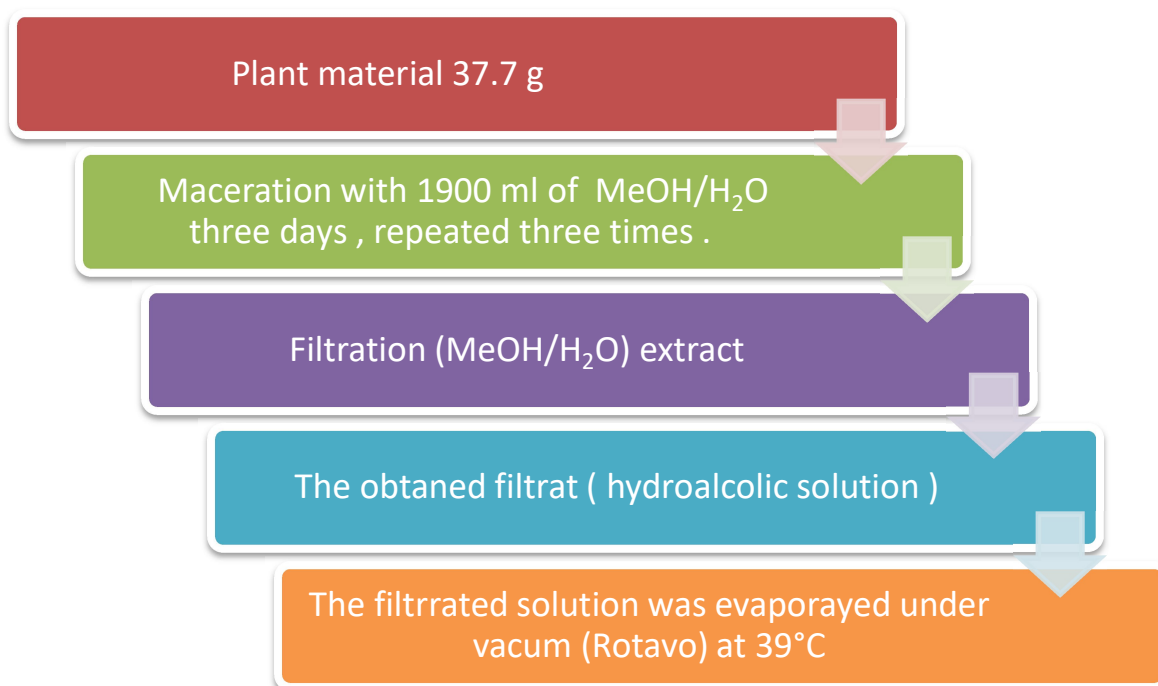 Plant material 37.7 g
Maceration with 1900 ml of MeOH/H₂O
three days , repeated three times .
Filtration (MeOH/H₂O) extract
The obtaned filtrat ( hydroalcolic solution )
The filtrrated solution was evaporayed under
vacum (Rotavo) at 39°C